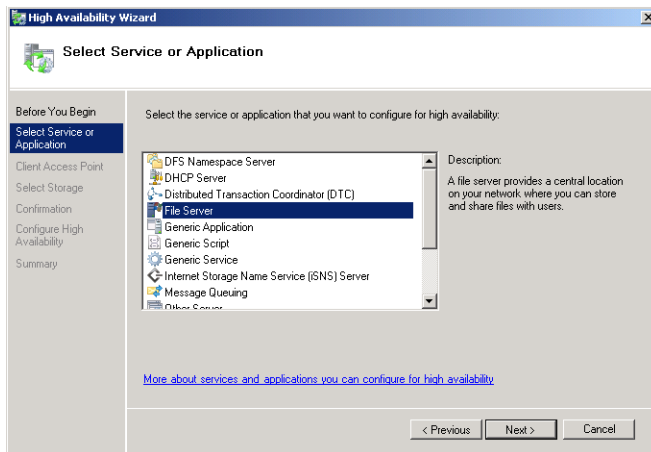 High Availability Wizard
Select Service or Application
Before You Begin
Select Service or
Application
Client Access Point
Select Storage
Confirmation
Configure High
Availability
Summary
Select the service or application that you want to configure for high availability:
DFS Namespace Server
DHCP Server
Distributed Transaction Coordinator (DTC)
File Server
Generic Application
Generic Script
Generic Service
Internet Storage Name Service (iSNS) Server
Message Queuing
Other Server
Description:
A file server provides a central location
on your network where you can store
and share files with users.
More about services and applications you can configure for high availability
< Previous
Next >
Cancel